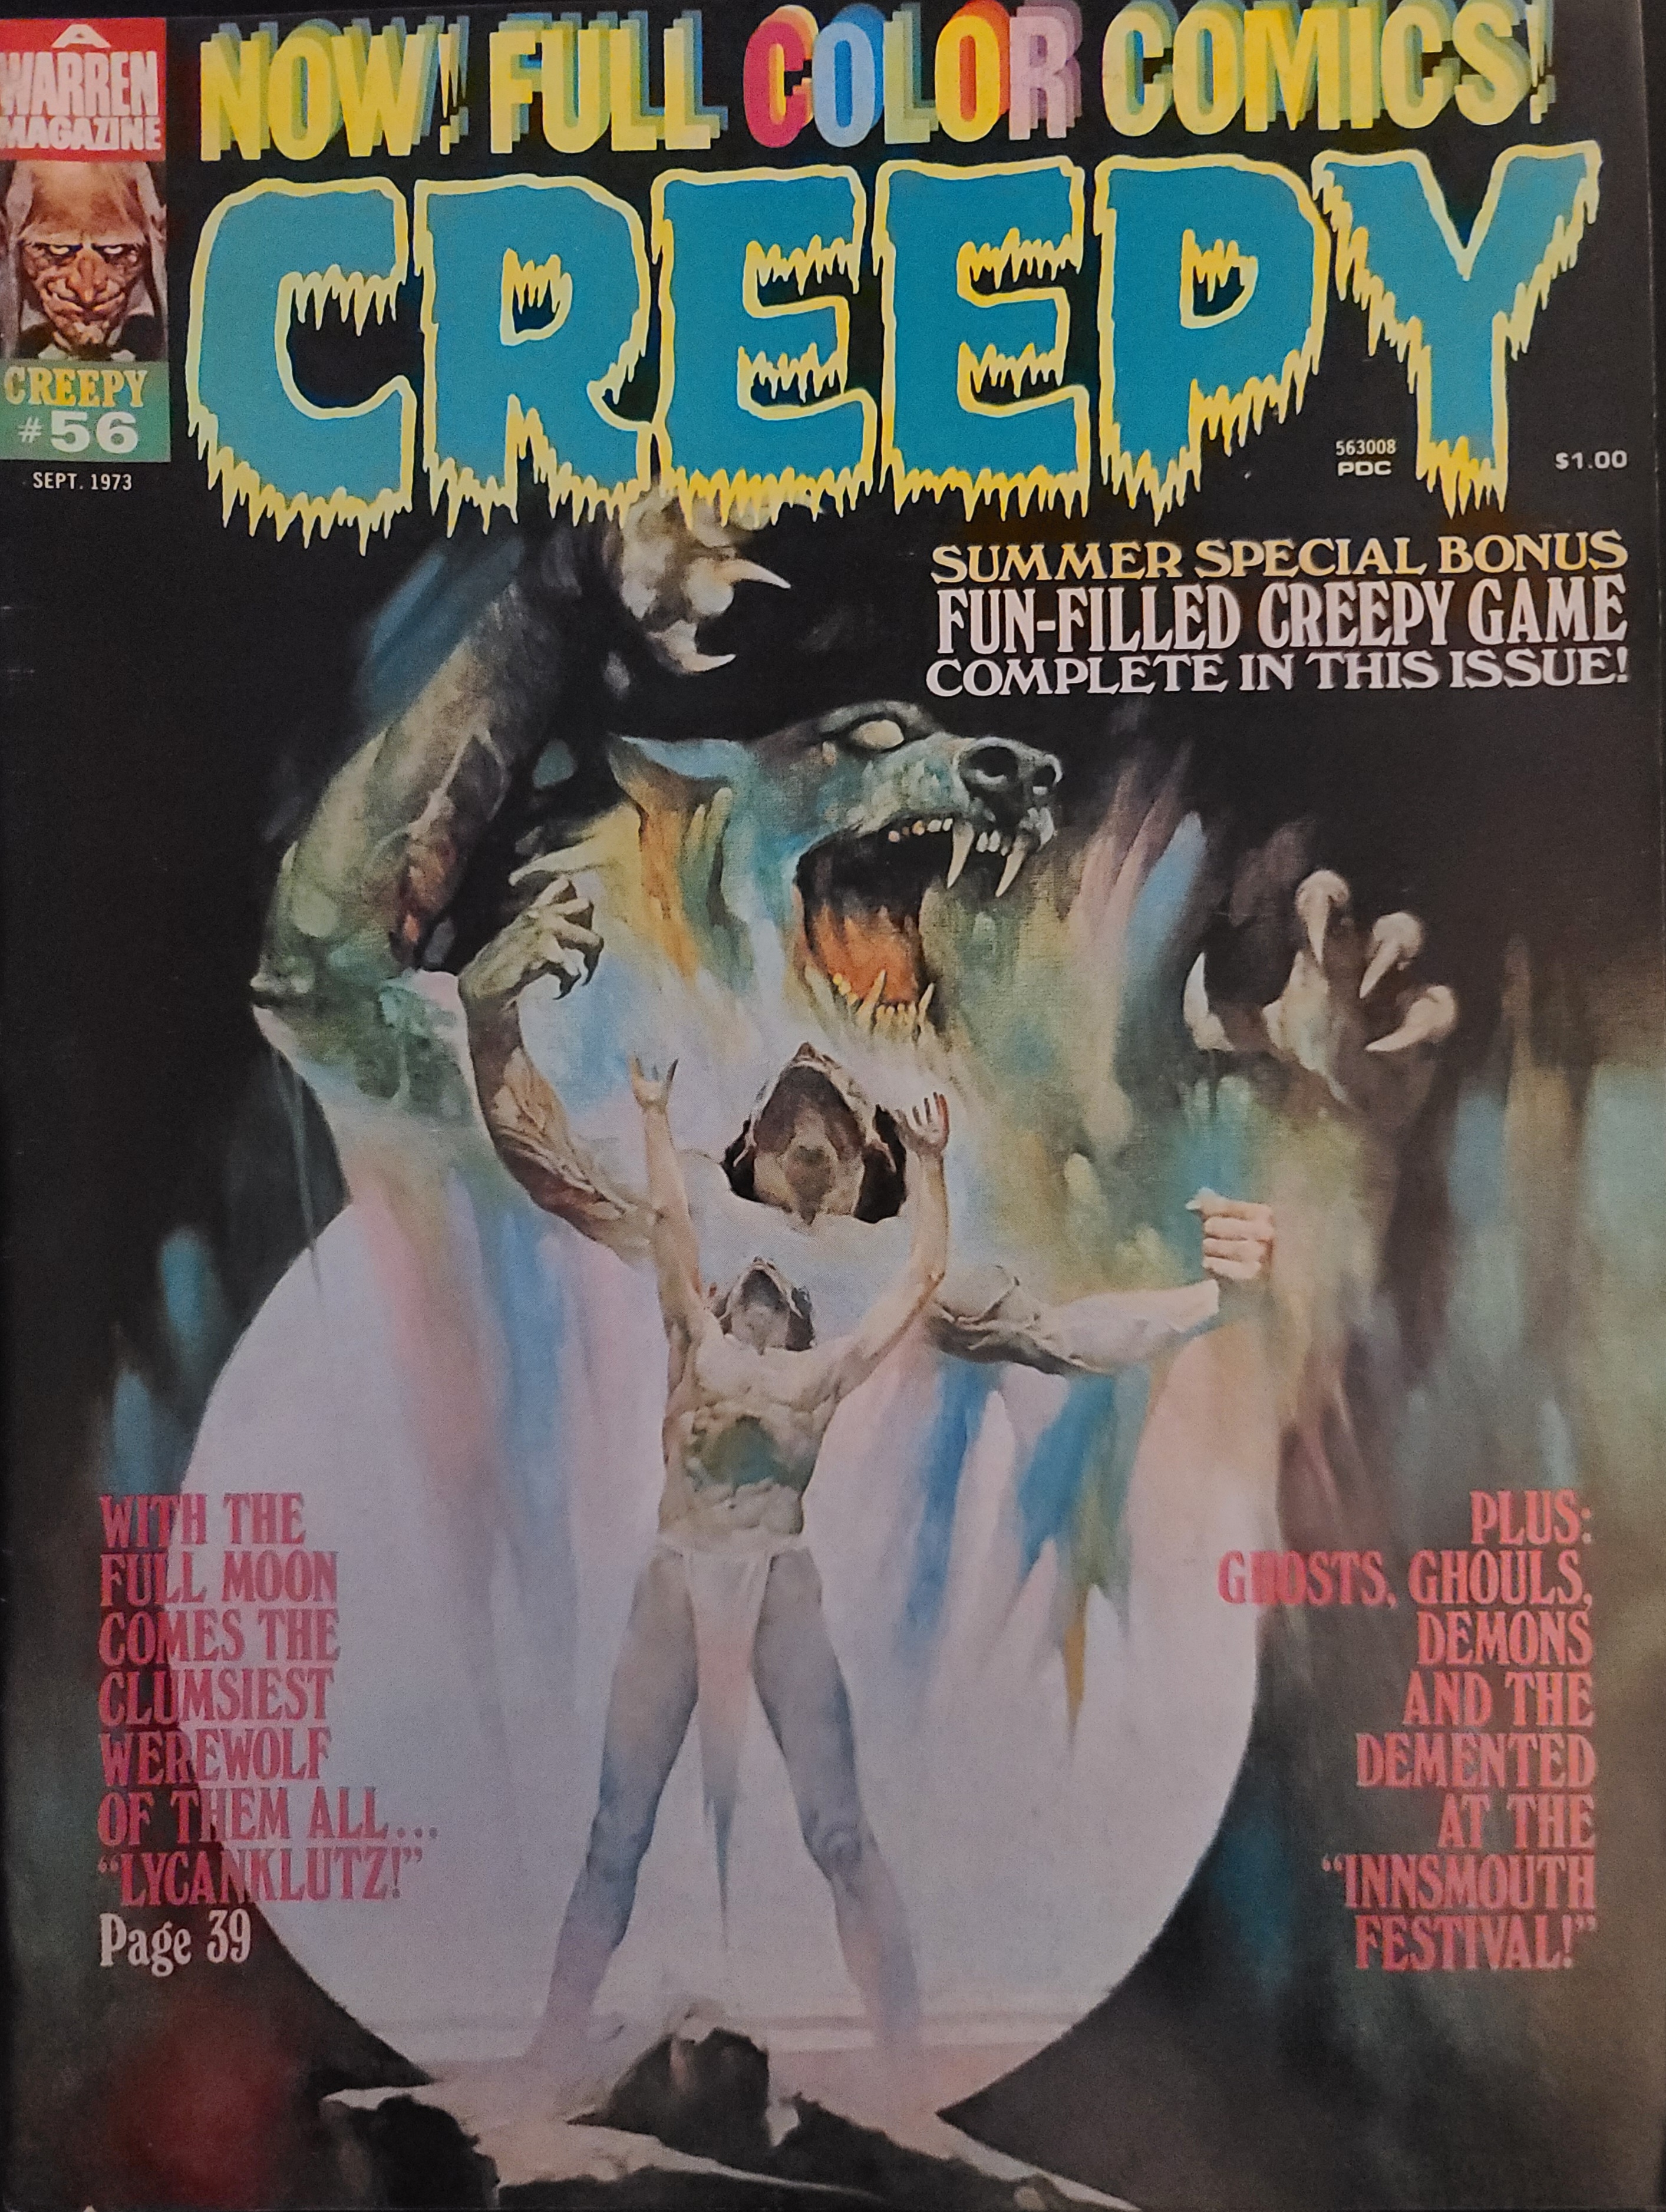 A
WARREN
MAGAZINE
NOW! FULL COLOR COMICS!
CREEPY
CREEPY
#56
SEPT. 1973
563008
PDC
$1.00
SUMMER SPECIAL BONUS
FUN-FILLED CREEPY GAME
COMPLETE IN THIS ISSUE!
WITH THE
FULL MOON
COMES THE
CLUMSIEST
WEREWOLF
OF THEM ALL...
“LYCANKLUTZ!”
Page 39
PLUS:
GHOSTS, GHOULS,
DEMONS
AND THE
DEMENTED
AT THE
“INNSMOUTH
FESTIVAL!”